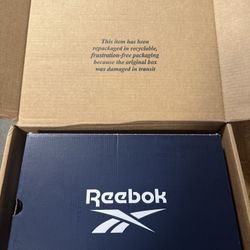 This item has been
repackaged in recyclable,
frustration-free packaging
because the original box
was damaged in transit
Reebok